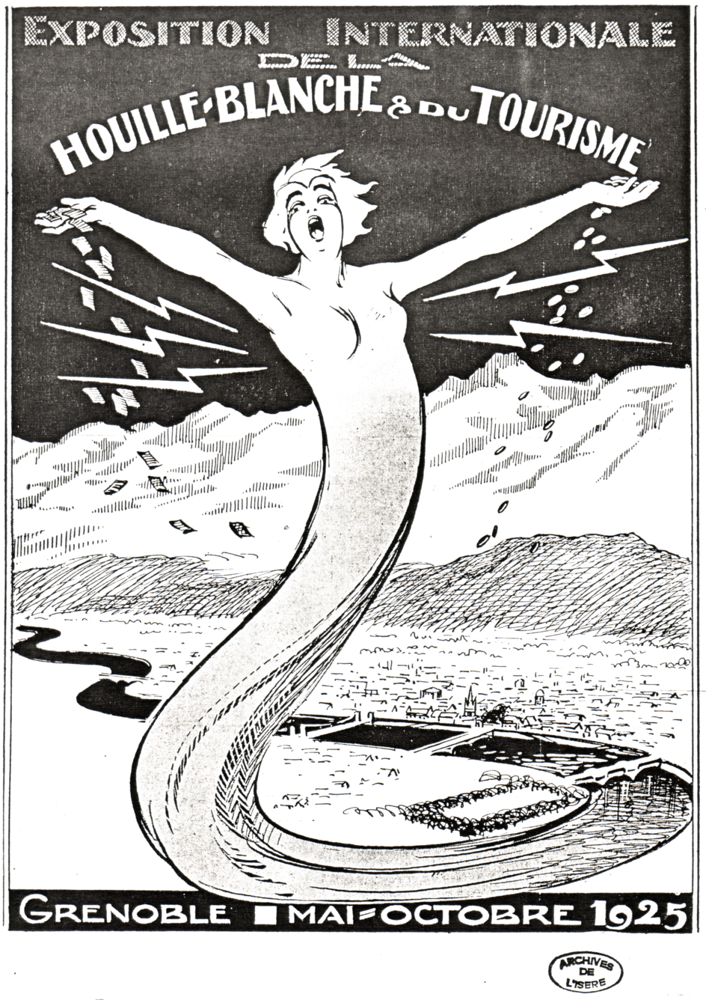 EXPOSITION INTERNATIONALE
DE LA
HOUILLE-BLANCHE & DU TOURISME
GRENOBLE ■ MAI=OCTOBRE 1925
ARCHIVES
DE
L'ISERE